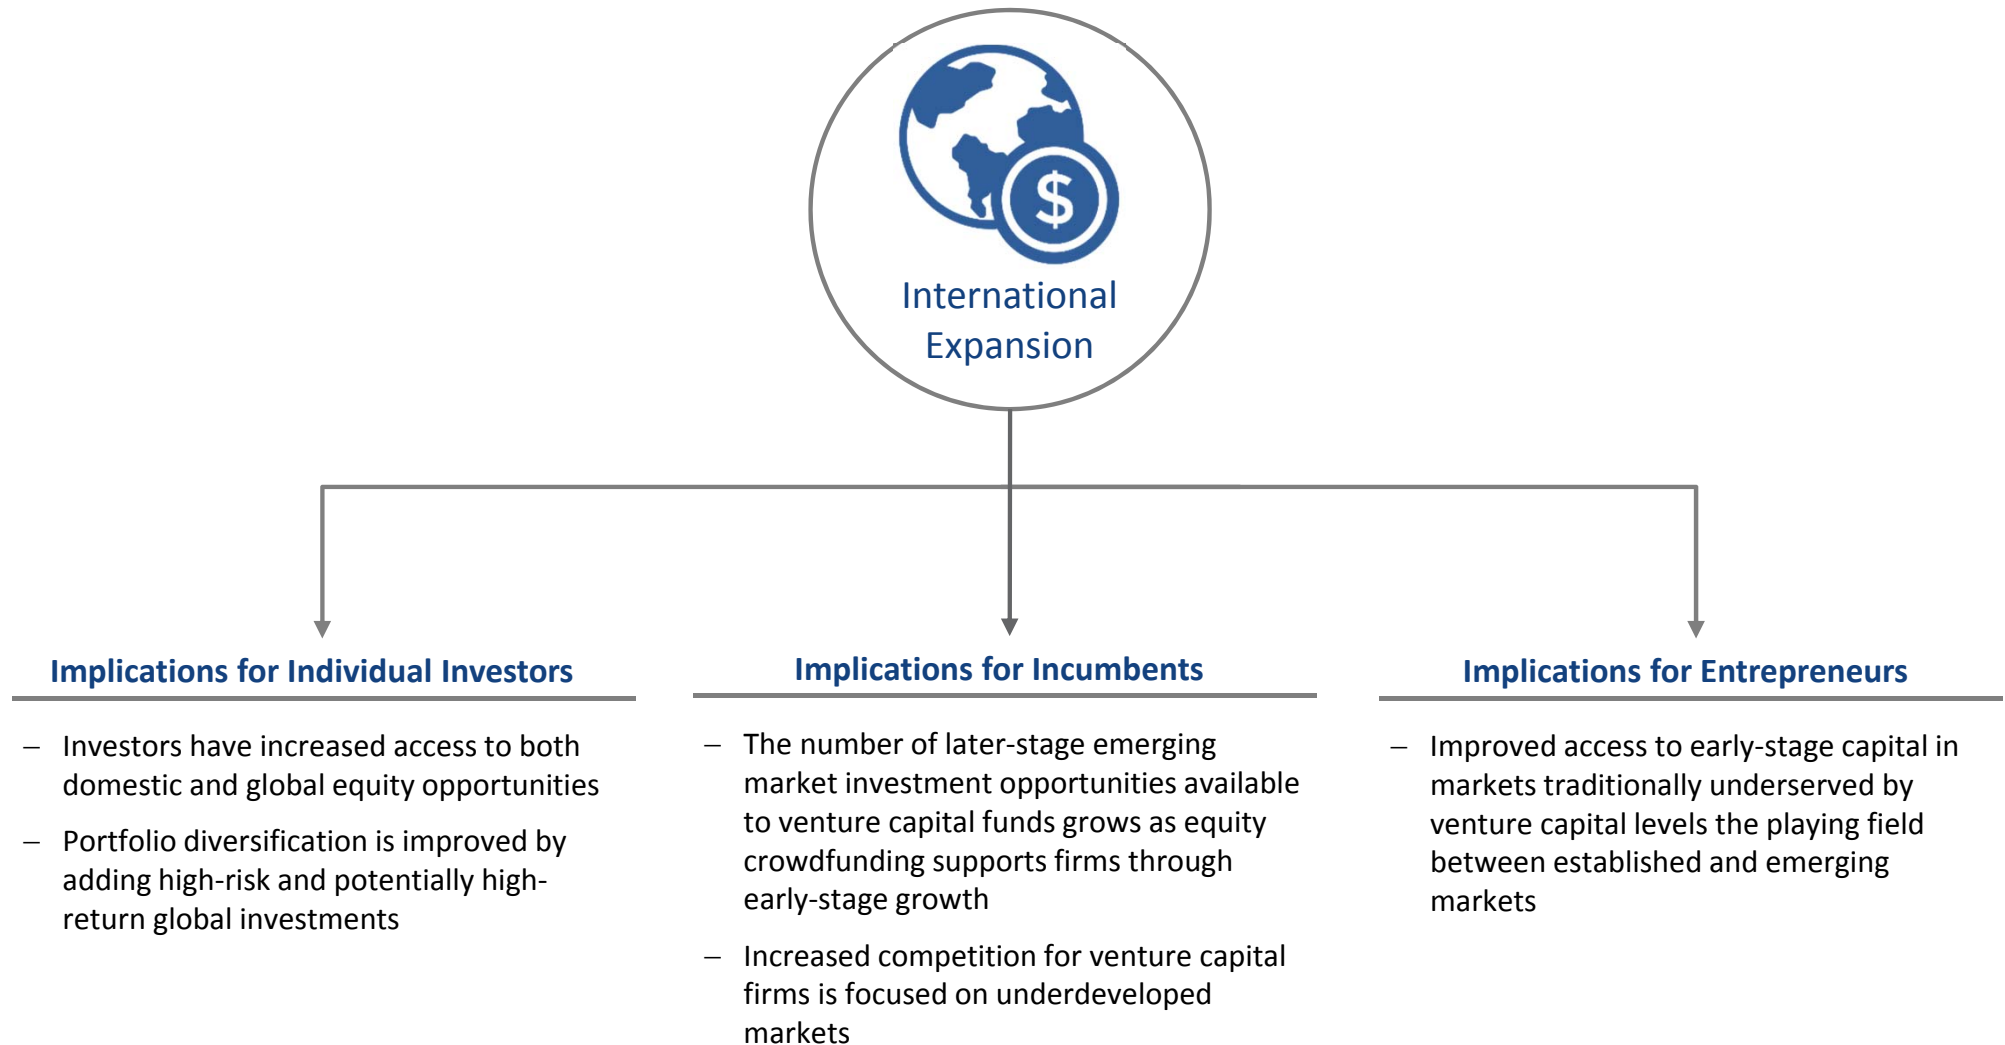 $
International
Expansion
Implications for Individual Investors
– Investors have increased access to both
domestic and global equity opportunities
– Portfolio diversification is improved by
adding high-risk and potentially high-
return global investments
Implications for Incumbents
– The number of later-stage emerging
market investment opportunities available
to venture capital funds grows as equity
crowdfunding supports firms through
early-stage growth
– Increased competition for venture capital
firms is focused on underdeveloped
markets
Implications for Entrepreneurs
– Improved access to early-stage capital in
markets traditionally underserved by
venture capital levels the playing field
between established and emerging
markets